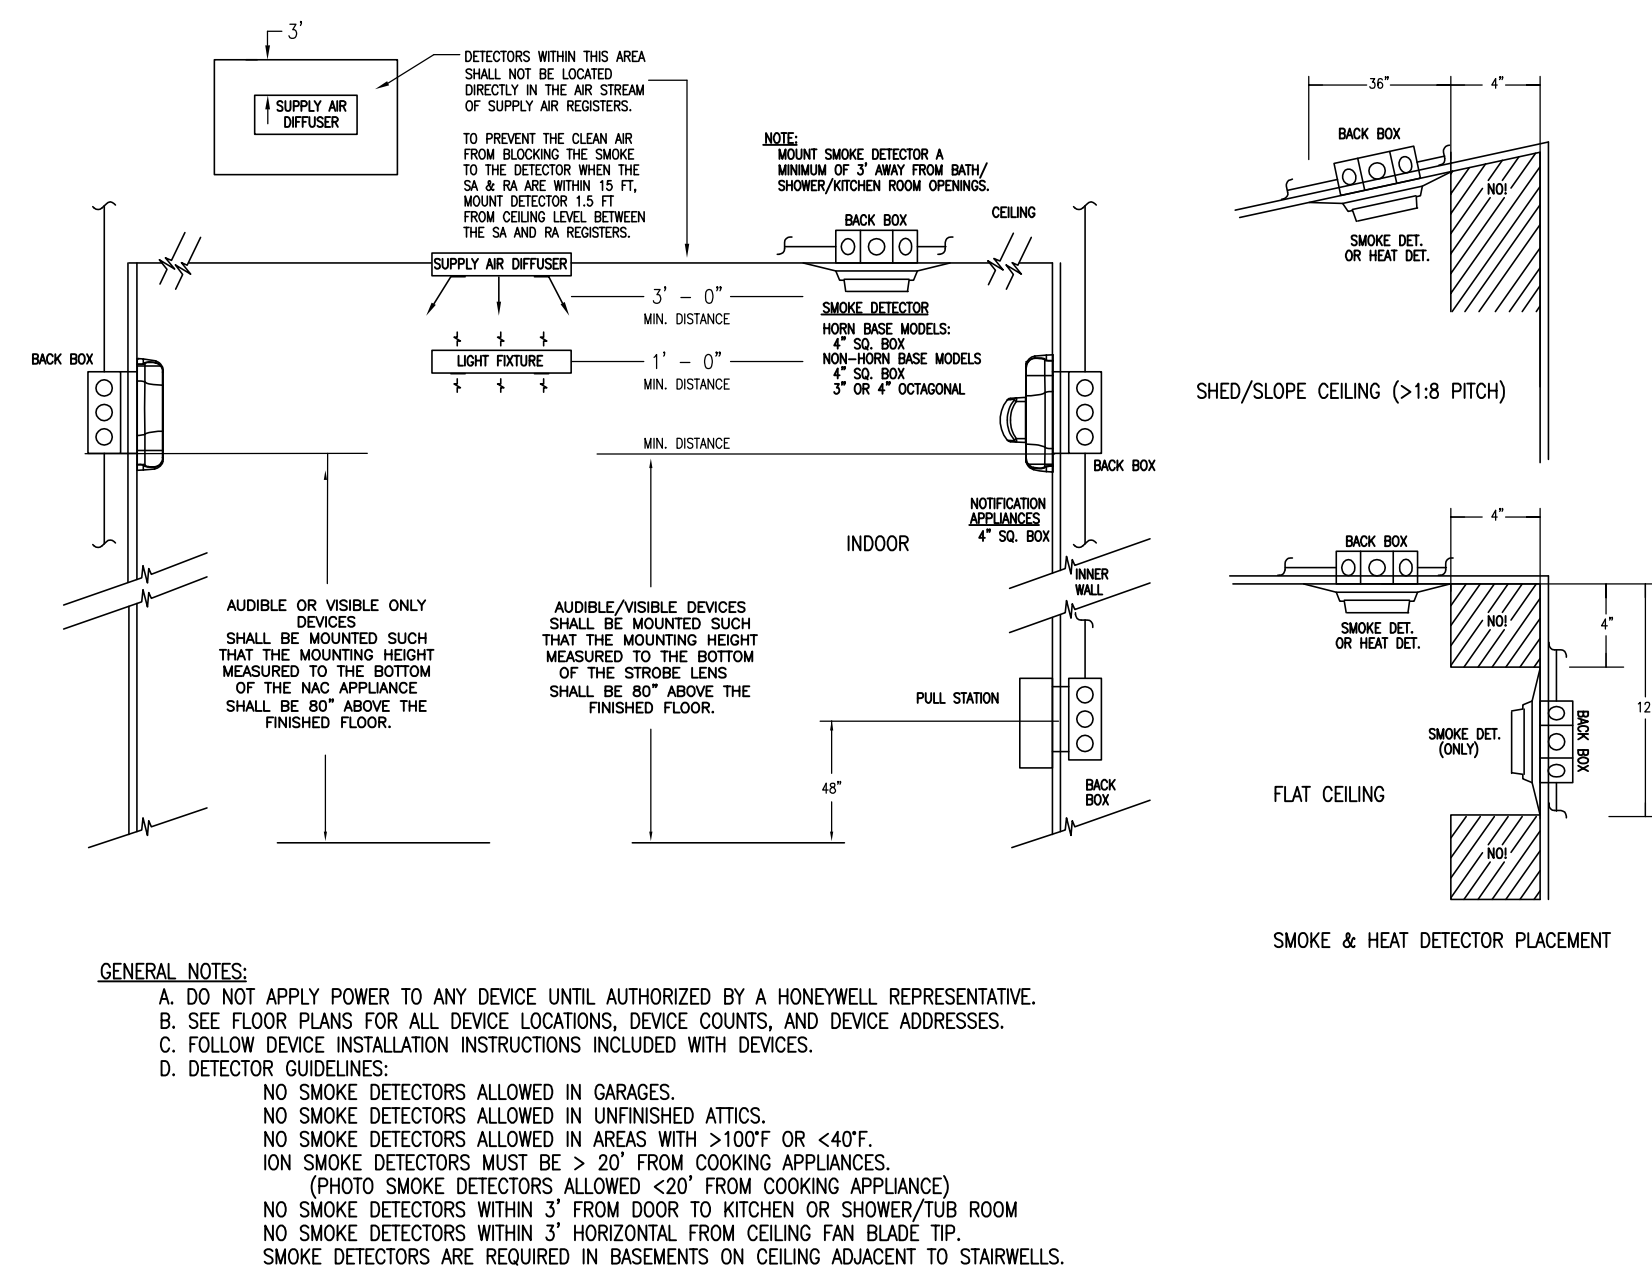 3'
SUPPLY AIR
DIFFUSER
DETECTORS WITHIN THIS AREA
SHALL NOT BE LOCATED
DIRECTLY IN THE AIR STREAM
OF SUPPLY AIR REGISTERS.
TO PREVENT THE CLEAN AIR
FROM BLOCKING THE SMOKE
TO THE DETECTOR WHEN THE
SA & RA ARE WITHIN 15 FT,
MOUNT DETECTOR 1.5 FT
FROM CEILING LEVEL BETWEEN
THE SA AND RA REGISTERS.
NOTE:
MOUNT SMOKE DETECTOR A
MINIMUM OF 3' AWAY FROM BATH/
SHOWER/KITCHEN ROOM OPENINGS.
BACK BOX
CEILING
SUPPLY AIR DIFFUSER
3' - 0"
MIN. DISTANCE
LIGHT FIXTURE
1' - 0"
MIN. DISTANCE
SMOKE DETECTOR
HORN BASE MODELS:
4" SQ. BOX
NON-HORN BASE MODELS
4" SQ. BOX
3" OR 4" OCTAGONAL
BACK BOX
MIN. DISTANCE
BACK BOX
NOTIFICATION
APPLIANCES
4" SQ. BOX
INDOOR
INNER
WALL
AUDIBLE OR VISIBLE ONLY
DEVICES
SHALL BE MOUNTED SUCH
THAT THE MOUNTING HEIGHT
MEASURED TO THE BOTTOM
OF THE NAC APPLIANCE
SHALL BE 80" ABOVE THE
FINISHED FLOOR.
AUDIBLE/VISIBLE DEVICES
SHALL BE MOUNTED SUCH
THAT THE MOUNTING HEIGHT
MEASURED TO THE BOTTOM
OF THE STROBE LENS
SHALL BE 80" ABOVE THE
FINISHED FLOOR.
PULL STATION
48"
BACK
BOX
36"
4"
BACK BOX
NO!
SMOKE DET.
OR HEAT DET.
SHED/SLOPE CEILING (>1:8 PITCH)
4"
BACK BOX
NO!
4"
SMOKE DET.
OR HEAT DET.
12
SMOKE DET.
(ONLY)
BACK BOX
FLAT CEILING
NO!
SMOKE & HEAT DETECTOR PLACEMENT
GENERAL NOTES:
A. DO NOT APPLY POWER TO ANY DEVICE UNTIL AUTHORIZED BY A HONEYWELL REPRESENTATIVE.
B. SEE FLOOR PLANS FOR ALL DEVICE LOCATIONS, DEVICE COUNTS, AND DEVICE ADDRESSES.
C. FOLLOW DEVICE INSTALLATION INSTRUCTIONS INCLUDED WITH DEVICES.
D. DETECTOR GUIDELINES:
NO SMOKE DETECTORS ALLOWED IN GARAGES.
NO SMOKE DETECTORS ALLOWED IN UNFINISHED ATTICS.
NO SMOKE DETECTORS ALLOWED IN AREAS WITH >100°F OR <40°F.
ION SMOKE DETECTORS MUST BE > 20' FROM COOKING APPLIANCES.
(PHOTO SMOKE DETECTORS ALLOWED <20' FROM COOKING APPLIANCE)
NO SMOKE DETECTORS WITHIN 3' FROM DOOR TO KITCHEN OR SHOWER/TUB ROOM
NO SMOKE DETECTORS WITHIN 3' HORIZONTAL FROM CEILING FAN BLADE TIP.
SMOKE DETECTORS ARE REQUIRED IN BASEMENTS ON CEILING ADJACENT TO STAIRWELLS.